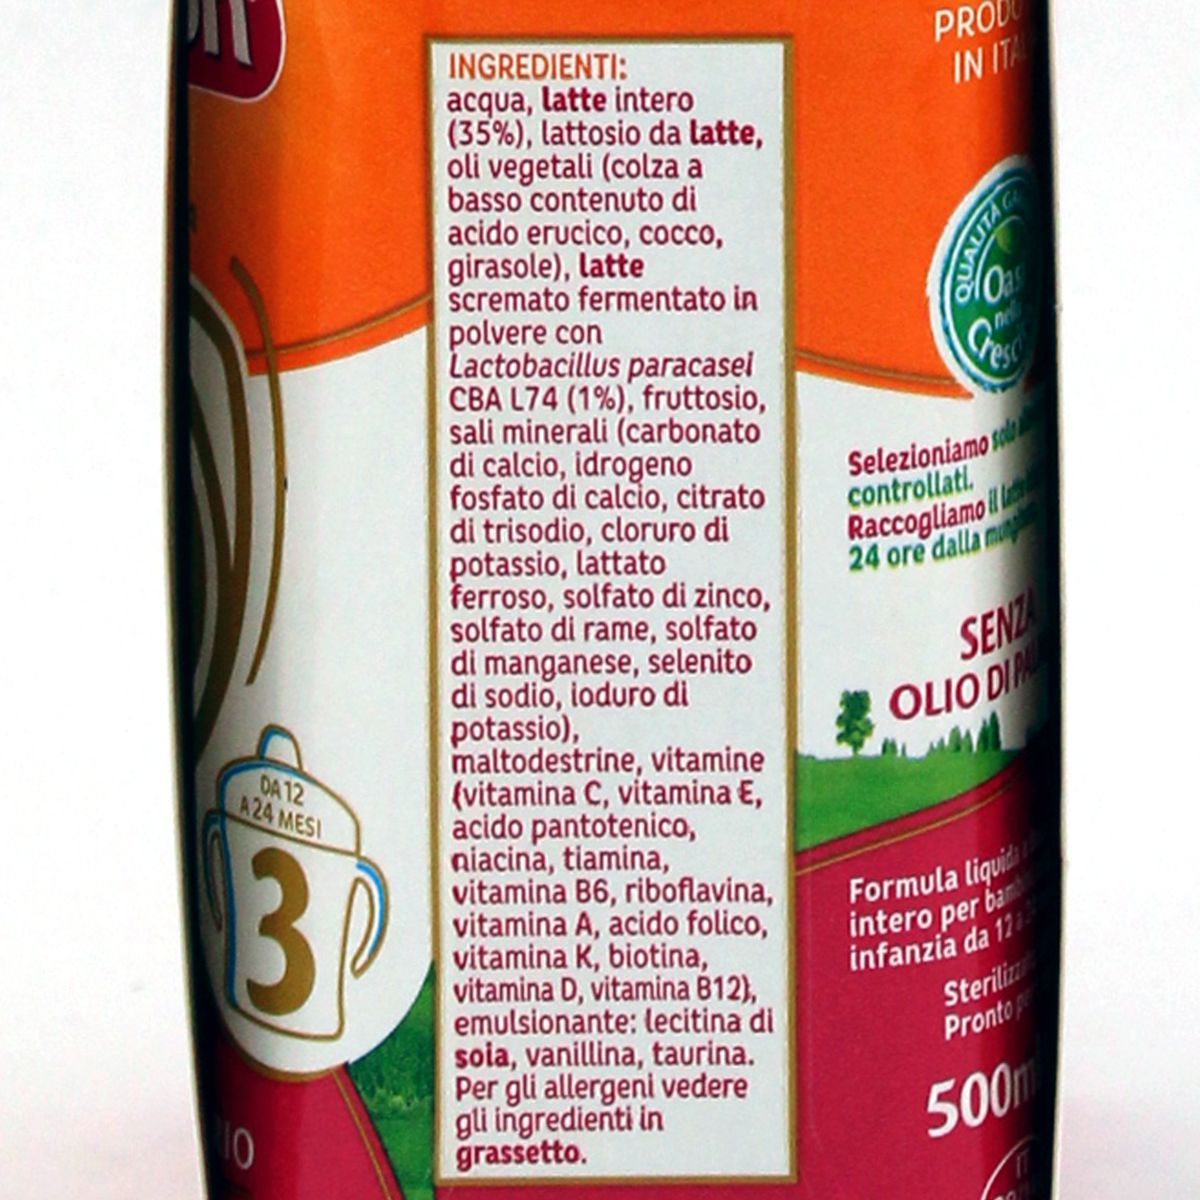 INGREDIENTI:
acqua, latte intero
(35%), lattosio da latte,
oli vegetali (colza a
basso contenuto di
acido erucico, cocco,
girasole), latte
scremato fermentato in
polvere con
Lactobacillus paracasei
CBA L74 (1%), fruttosio,
sali minerali (carbonato
di calcio, idrogeno
fosfato di calcio, citrato
di trisodio, cloruro di
potassio, lattato
ferroso, solfato di zinco,
solfato di rame, solfato
di manganese, selenito
di sodio, ioduro di
potassio),
maltodestrine, vitamine
(vitamina C, vitamina E,
acido pantotenico,
niacina, tiamina,
vitamina B6, riboflavina,
vitamina A, acido folico,
vitamina K, biotina,
vitamina D, vitamina B12),
emulsionante: lecitina di
soia, vanillina, taurina.
Per gli allergeni vedere
gli ingredienti in
grassetto.
DA 12
A 24 MESI
3
IN
QUALITÀ
Selezioniamo solo
controllati.
Raccogliamo il latte
24 ore dalla
SENZA
OLIO DI
Formula liquida
intero per
infanzia da 12 a
Pronto
500m